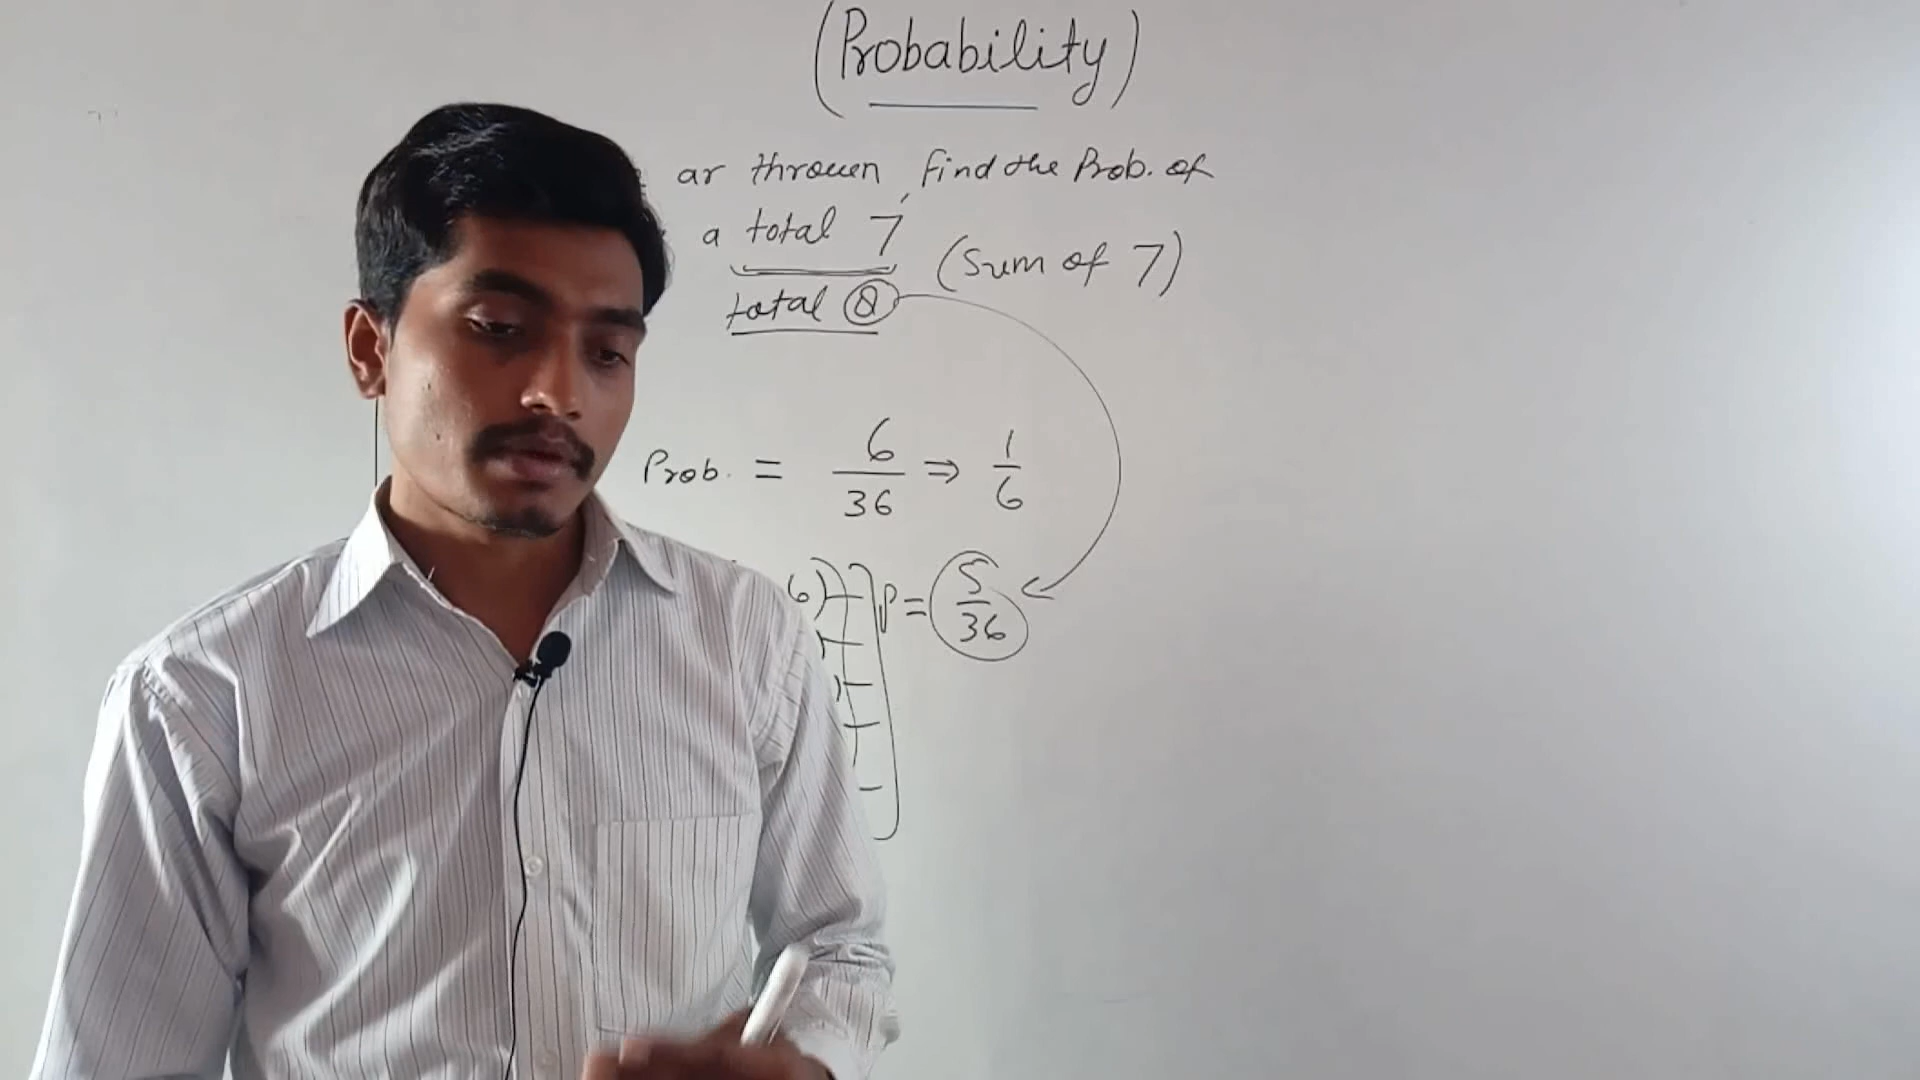 (Probability)
ar thrown, find the Prob. of
a total 7
(Sum of 7)
total 8
Prob. = 6/36 ⇒ 1/6
6) P = 5/36